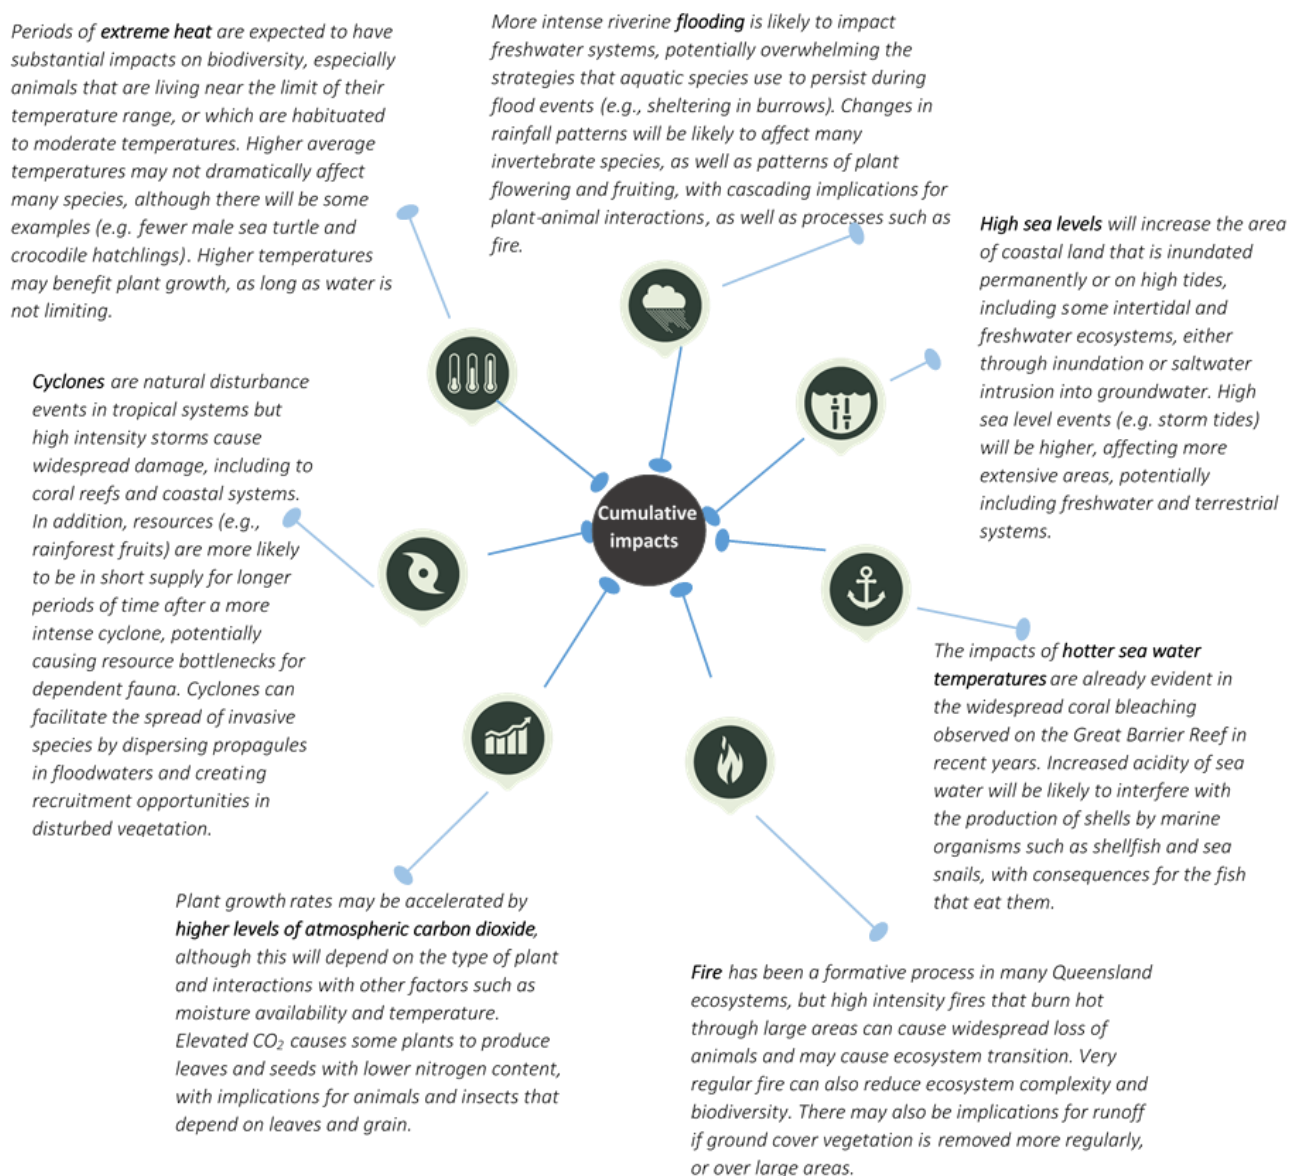 Periods of extreme heat are expected to have
substantial impacts on biodiversity, especially
animals that are living near the limit of their
temperature range, or which are habituated
to moderate temperatures. Higher average
temperatures may not dramatically affect
many species, although there will be some
examples (e.g. fewer male sea turtle and
crocodile hatchlings). Higher temperatures
may benefit plant growth, as long as water is
not limiting.
More intense riverine flooding is likely to impact
freshwater systems, potentially overwhelming the
strategies that aquatic species use to persist during
flood events (e.g., sheltering in burrows). Changes in
rainfall patterns will be likely to affect many
invertebrate species, as well as patterns of plant
flowering and fruiting, with cascading implications for
plant-animal interactions, as well as processes such as
fire.
High sea levels will increase the area
of coastal land that is inundated
permanently or on high tides,
including some intertidal and
freshwater ecosystems, either
through inundation or saltwater
intrusion into groundwater. High
sea level events (e.g. storm tides)
will be higher, affecting more
extensive areas, potentially
including freshwater and terrestrial
systems.
Cyclones are natural disturbance
events in tropical systems but
high intensity storms cause
widespread damage, including to
coral reefs and coastal systems.
In addition, resources (e.g.,
rainforest fruits) are more likely
to be in short supply for longer
periods of time after a more
intense cyclone, potentially
causing resource bottlenecks for
dependent fauna. Cyclones can
facilitate the spread of invasive
species by dispersing propagules
in floodwaters and creating
recruitment opportunities in
disturbed vegetation.
Cumulative
impacts
The impacts of hotter sea water
temperatures are already evident in
the widespread coral bleaching
observed on the Great Barrier Reef in
recent years. Increased acidity of sea
water will be likely to interfere with
the production of shells by marine
organisms such as shellfish and sea
snails, with consequences for the fish
that eat them.
Plant growth rates may be accelerated by
higher levels of atmospheric carbon dioxide,
although this will depend on the type of plant
and interactions with other factors such as
moisture availability and temperature.
Elevated CO₂ causes some plants to produce
leaves and seeds with lower nitrogen content,
with implications for animals and insects that
depend on leaves and grain.
Fire has been a formative process in many Queensland
ecosystems, but high intensity fires that burn hot
through large areas can cause widespread loss of
animals and may cause ecosystem transition. Very
regular fire can also reduce ecosystem complexity and
biodiversity. There may also be implications for runoff
if ground cover vegetation is removed more regularly,
or over large areas.